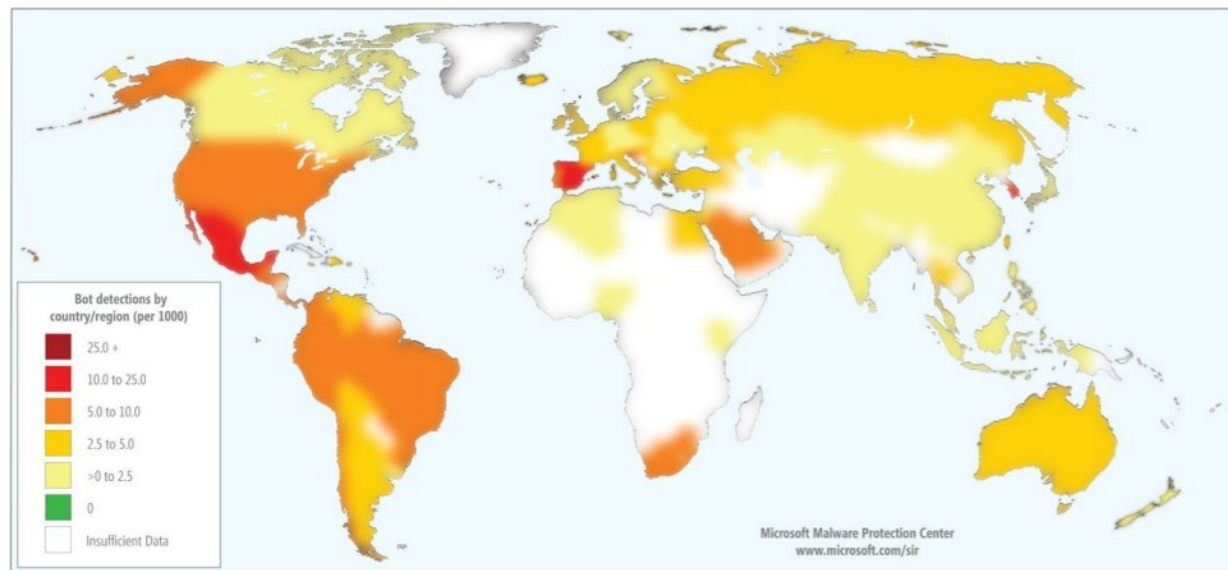 Bot detections by
country/region (per 1000)
25.0 +
10.0 to 25.0
5.0 to 10.0
2.5 to 5.0
>0 to 2.5
0
Insufficient Data
Microsoft Malware Protection Center
www.microsoft.com/sir